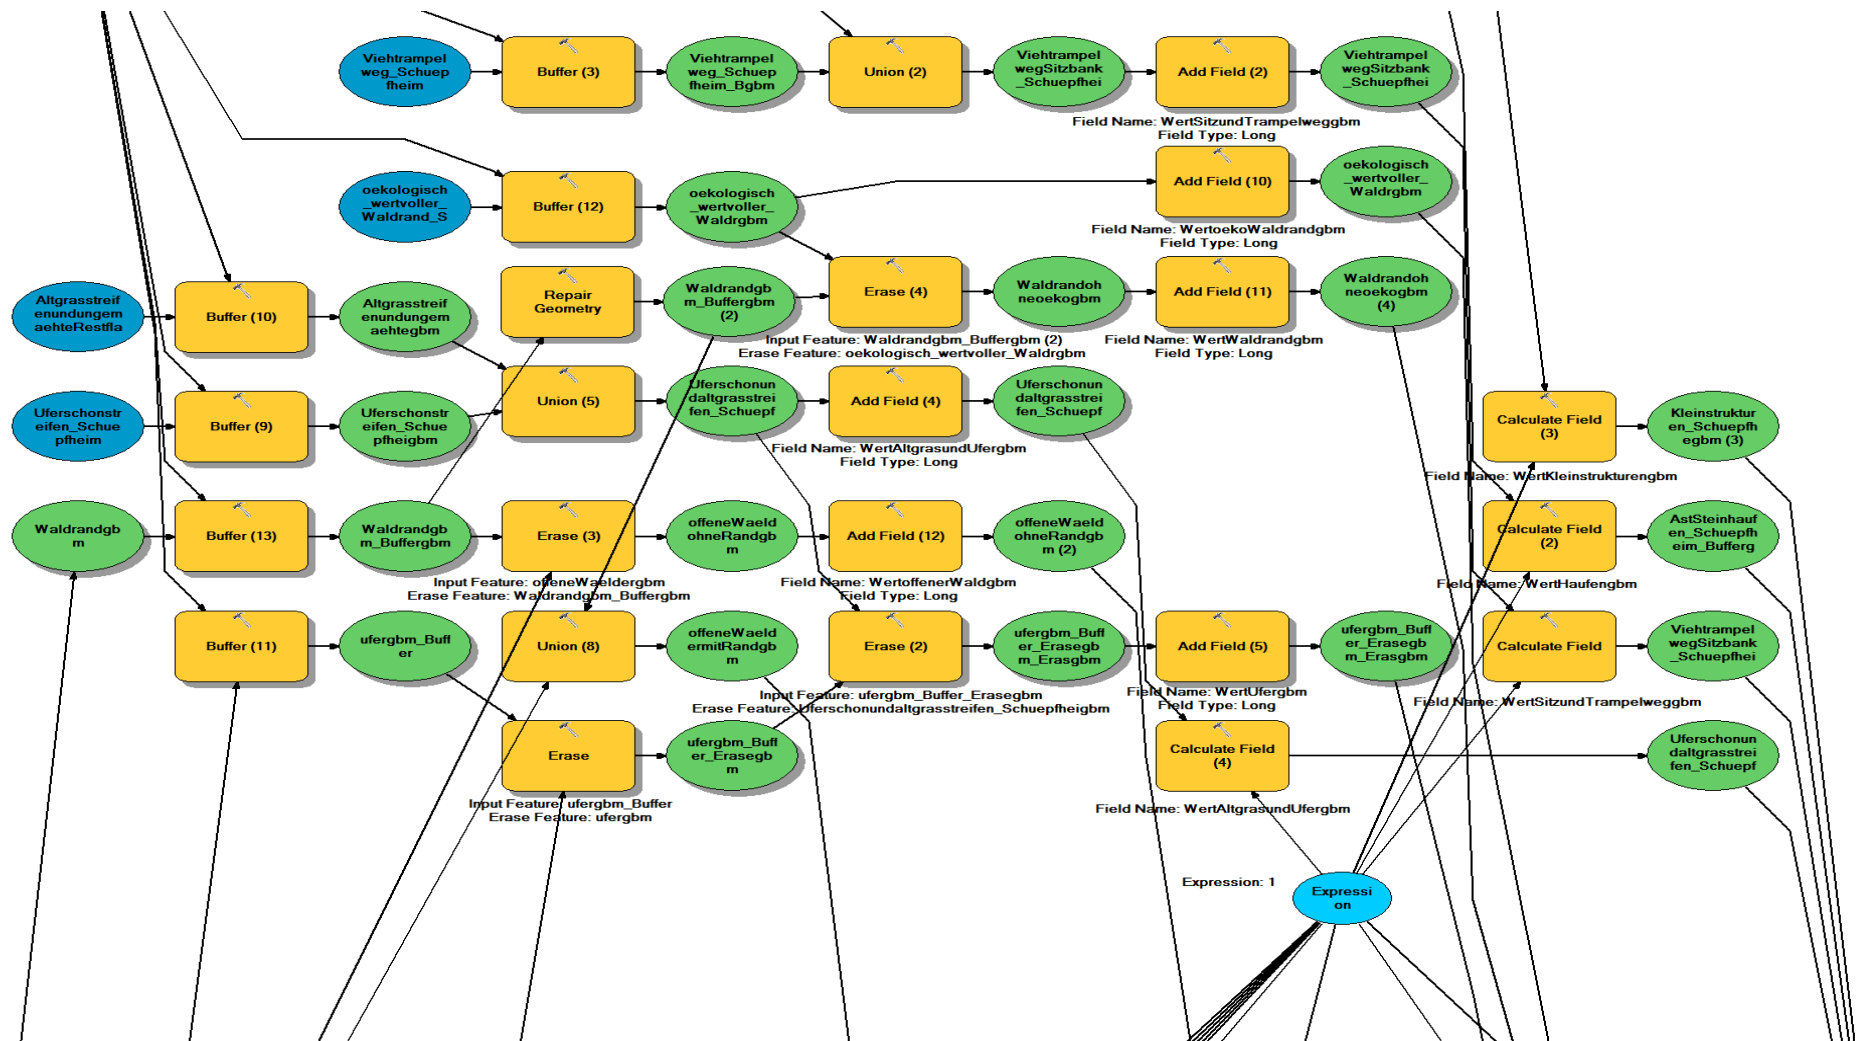 Viehtrampel
weg_Schuep
fheim
Buffer (3)
Viehtrampel
weg_Schuep
fheim_Bgbm
Union (2)
Viehtrampel
wegSitzbank
_Schuepfhei
Add Field (2)
Viehtrampel
wegSitzbank
_Schuepfhei
Field Name: WertSitzundTrampelweggbm
Field Type: Long
oekologisch
_wertvoller_
Waldrand_S
Buffer (12)
oekologisch
_wertvoller_
Waldrgbm
Add Field (10)
oekologisch
_wertvoller_
Waldrgbm
Field Name: WertoekoWaldrandgbm
Field Type: Long
Altgrasstreif
enundungem
aehteRestfla
Buffer (10)
Altgrasstreif
enundungem
aehtegbm
Repair
Geometry
Waldrandgb
m_Buffergbm
(2)
Erase (4)
Waldrandoh
neoekogbm
Add Field (11)
Waldrandoh
neoekogbm
(4)
Input Feature: Waldrandgbm_Buffergbm (2)
Erase Feature: oekologisch_wertvoller_Waldrgbm
Field Name: WertWaldrandgbm
Field Type: Long
Uferschonstr
eifen_Schue
pfheim
Buffer (9)
Uferschonstr
eifen_Schue
pfheigbm
Union (5)
Uferschonun
daltgrasstrei
fen_Schuepf
Add Field (4)
Uferschonun
daltgrasstrei
fen_Schuepf
Field Name: WertAltgrasundUfergbm
Field Type: Long
Calculate Field
(3)
Kleinstruktur
en_Schuepfh
egbm (3)
Field Name: WertKleinstrukturengbm
Waldrandgb
m
Buffer (13)
Waldrandgb
m_Buffergbm
Erase (3)
offeneWaeld
ohneRandgb
m
Add Field (12)
offeneWaeld
ohneRandgb
m (2)
Input Feature: offeneWaeldergbm
Erase Feature: Waldrandgbm_Buffergbm
Field Name: WertoffenerWaldgbm
Field Type: Long
Calculate Field
(2)
AstSteinhauf
en_Schuepfh
eim_Bufferg
Field Name: WertHaufengbm
Buffer (11)
ufergbm_Buff
er
Union (8)
offeneWaeld
ermitRandgb
m
Erase (2)
ufergbm_Buff
er_Erasegb
m_Erasgbm
Add Field (5)
ufergbm_Buff
er_Erasegb
m_Erasgbm
Calculate Field
Viehtrampel
wegSitzbank
_Schuepfhei
Input Feature: ufergbm_Buffer_Erasegbm
Erase Feature: Uferschonundaltgrasstreifen_Schuepfheigbm
Field Name: WertUfergbm
Field Type: Long
Field Name: WertSitzundTrampelweggbm
Erase
ufergbm_Buff
er_Erasegb
m
Input Feature: ufergbm_Buffer
Erase Feature: ufergbm
Calculate Field
(4)
Uferschonun
daltgrasstrei
fen_Schuepf
Field Name: WertAltgrasundUfergbm
Expression: 1
Expressi
on